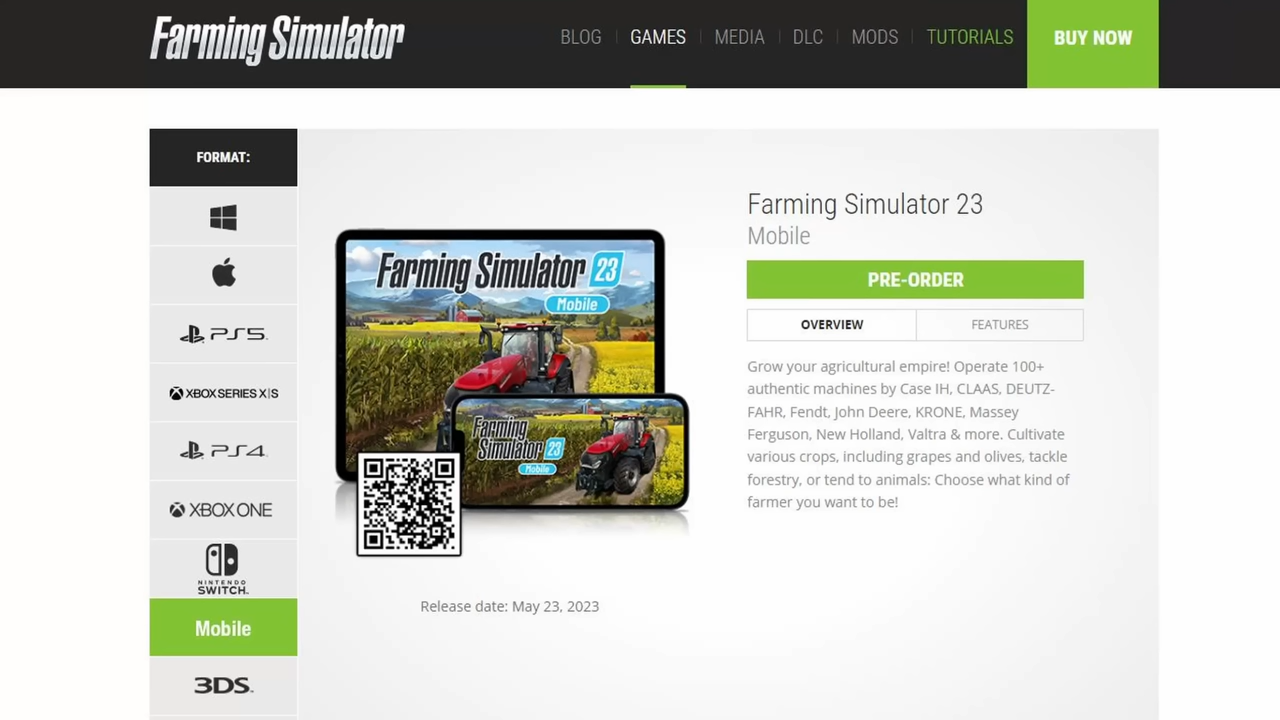 Farming Simulator
BLOG
GAMES
MEDIA
DLC
MODS
TUTORIALS
BUY NOW
FORMAT:
PS5
XBOX SERIES X|S
PS4
XBOX ONE
NINTENDO
SWITCH
Mobile
3DS
Farming Simulator 23
Mobile
Farming
Simulator 23
Mobile
Release date: May 23, 2023
Farming Simulator 23
Mobile
PRE-ORDER
OVERVIEW
FEATURES
Grow your agricultural empire! Operate 100+
authentic machines by Case IH, CLAAS, DEUTZ-
FAHR, Fendt, John Deere, KRONE, Massey
Ferguson, New Holland, Valtra & more. Cultivate
various crops, including grapes and olives, tackle
forestry, or tend to animals: Choose what kind of
farmer you want to be!